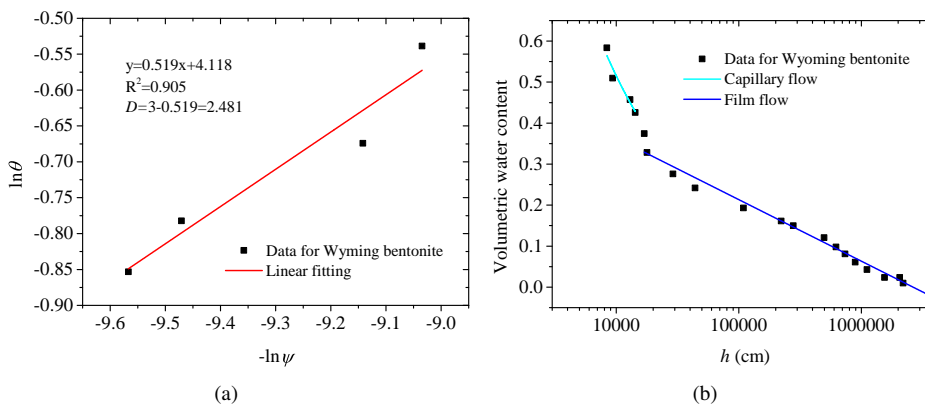 -0.50
-0.55
-0.60
-0.65
-0.70
-0.75
-0.80
-0.85
-0.90
lnθ
y=0.519x+4.118
R²=0.905
D=3-0.519=2.481
Data for Wyming bentonite
Linear fitting
-9.6 -9.5 -9.4 -9.3 -9.2 -9.1 -9.0
-lnψ
(a)
0.6
0.5
0.4
0.3
0.2
0.1
0.0
Volumetric water content
Data for Wyoming bentonite
Capillary flow
Film flow
10000 100000 1000000
h (cm)
(b)